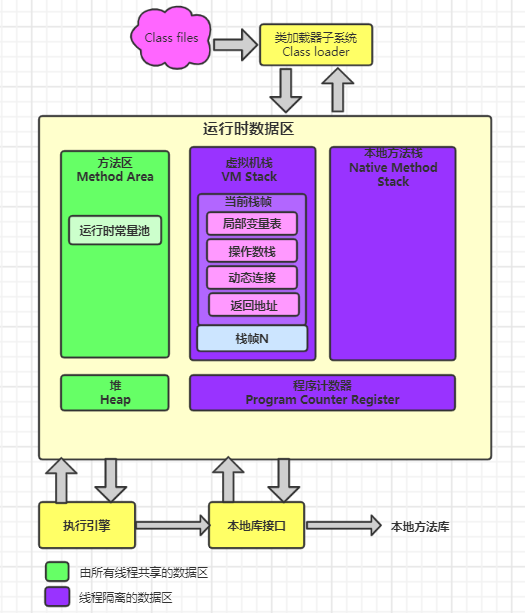 Class files
类加载器子系统
Class loader
运行时数据区
方法区
Method Area
运行时常量池
虚拟机栈
VM Stack
当前栈帧
局部变量表
操作数栈
动态连接
返回地址
栈帧N
本地方法栈
Native Method
Stack
堆
Heap
程序计数器
Program Counter Register
执行引擎
本地库接口
本地方法库
由所有线程共享的数据区
线程隔离的数据区